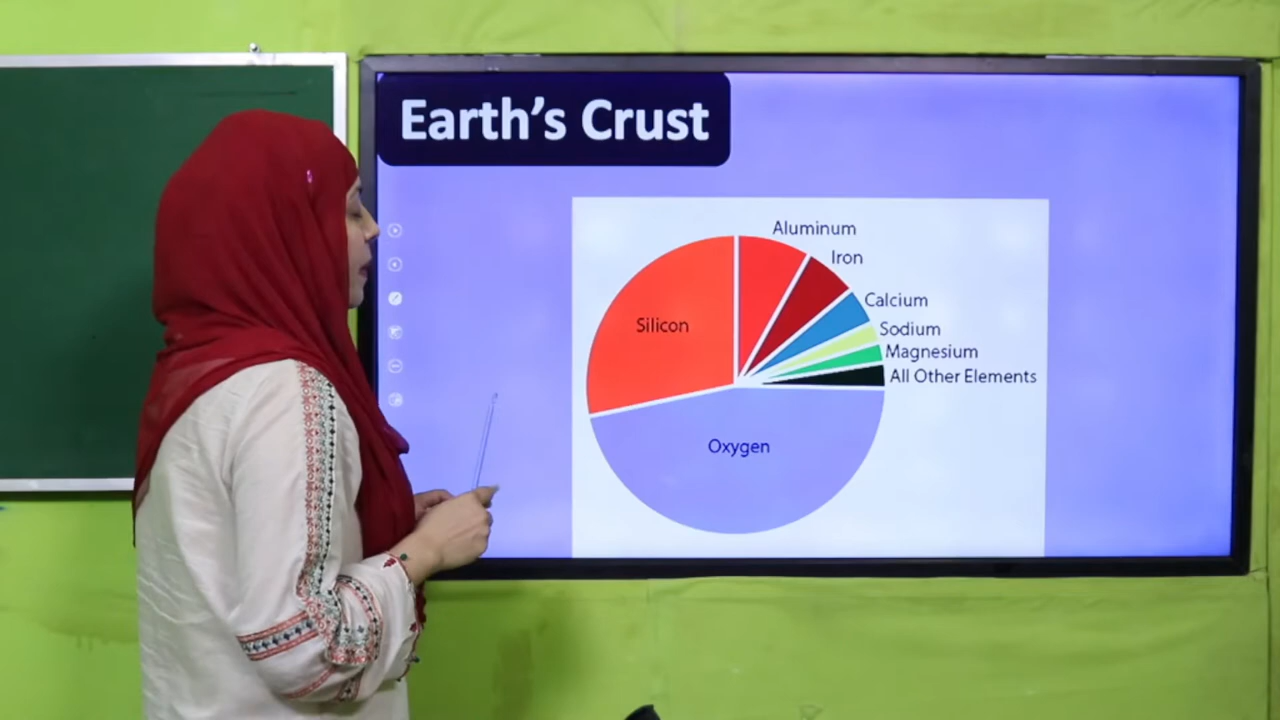 Earth's Crust
Aluminum
Iron
Calcium
Silicon
Sodium
Magnesium
All Other Elements
Oxygen